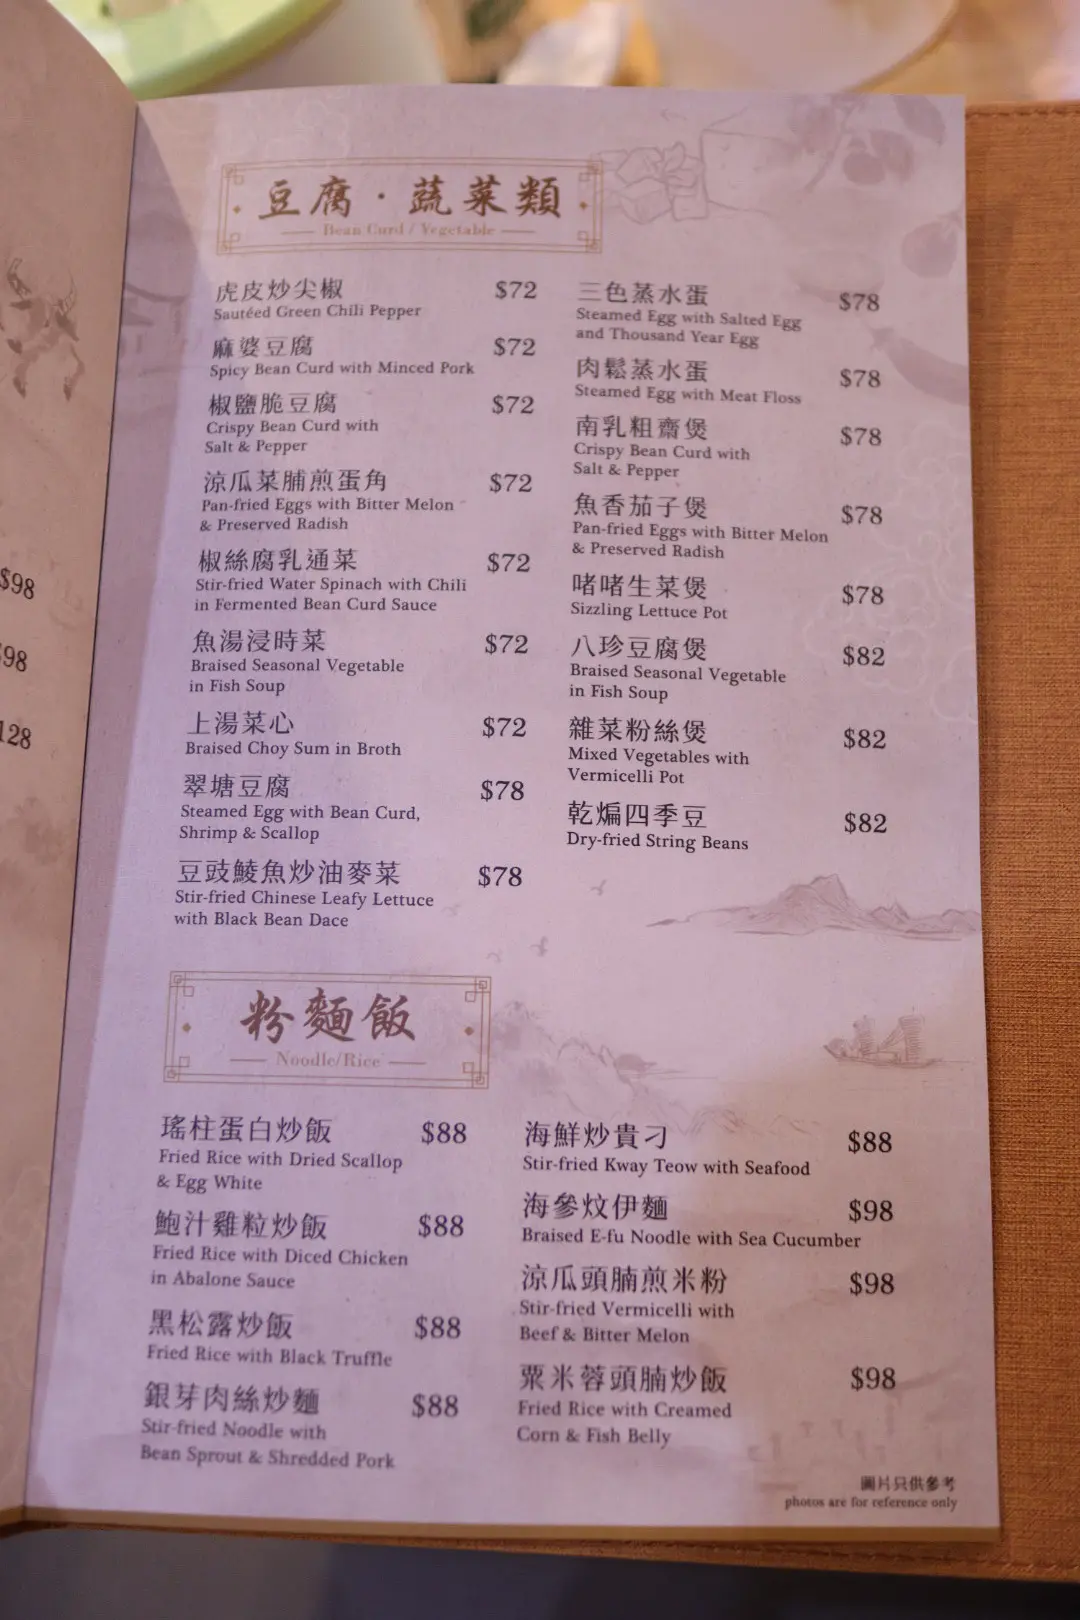 豆腐·蔬菜類
Bean Curd / Vegetable
虎皮炒尖椒 $72
Sautéed Green Chili Pepper
麻婆豆腐 $72
Spicy Bean Curd with Minced Pork
椒鹽脆豆腐 $72
Crispy Bean Curd with
Salt & Pepper
涼瓜菜脯煎蛋角 $72
Pan-fried Eggs with Bitter Melon
& Preserved Radish
椒絲腐乳通菜 $72
Stir-fried Water Spinach with Chili
in Fermented Bean Curd Sauce
魚湯浸時菜 $72
Braised Seasonal Vegetable
in Fish Soup
上湯菜心 $72
Braised Choy Sum in Broth
翠塘豆腐 $78
Steamed Egg with Bean Curd,
Shrimp & Scallop
豆豉鯪魚炒油麥菜 $78
Stir-fried Chinese Leafy Lettuce
with Black Bean Dace
三色蒸水蛋 $78
Steamed Egg with Salted Egg
and Thousand Year Egg
肉鬆蒸水蛋 $78
Steamed Egg with Meat Floss
南乳粗齋煲 $78
Crispy Bean Curd with
Salt & Pepper
魚香茄子煲 $78
Pan-fried Eggs with Bitter Melon
& Preserved Radish
啫啫生菜煲 $78
Sizzling Lettuce Pot
八珍豆腐煲 $82
Braised Seasonal Vegetable
in Fish Soup
雜菜粉絲煲 $82
Mixed Vegetables with
Vermicelli Pot
乾煸四季豆 $82
Dry-fried String Beans
粉麵飯
Noodle/Rice
瑤柱蛋白炒飯 $88
Fried Rice with Dried Scallop
& Egg White
鮑汁雞粒炒飯 $88
Fried Rice with Diced Chicken
in Abalone Sauce
黑松露炒飯 $88
Fried Rice with Black Truffle
銀芽肉絲炒麵 $88
Stir-fried Noodle with
Bean Sprout & Shredded Pork
海鮮炒貴刁 $88
Stir-fried Kway Teow with Seafood
海參炆伊麵 $98
Braised E-fu Noodle with Sea Cucumber
涼瓜頭腩煎米粉 $98
Stir-fried Vermicelli with
Beef & Bitter Melon
粟米蓉頭腩炒飯 $98
Fried Rice with Creamed
Corn & Fish Belly
圖片只供參考
photos are for reference only
$98
98
128